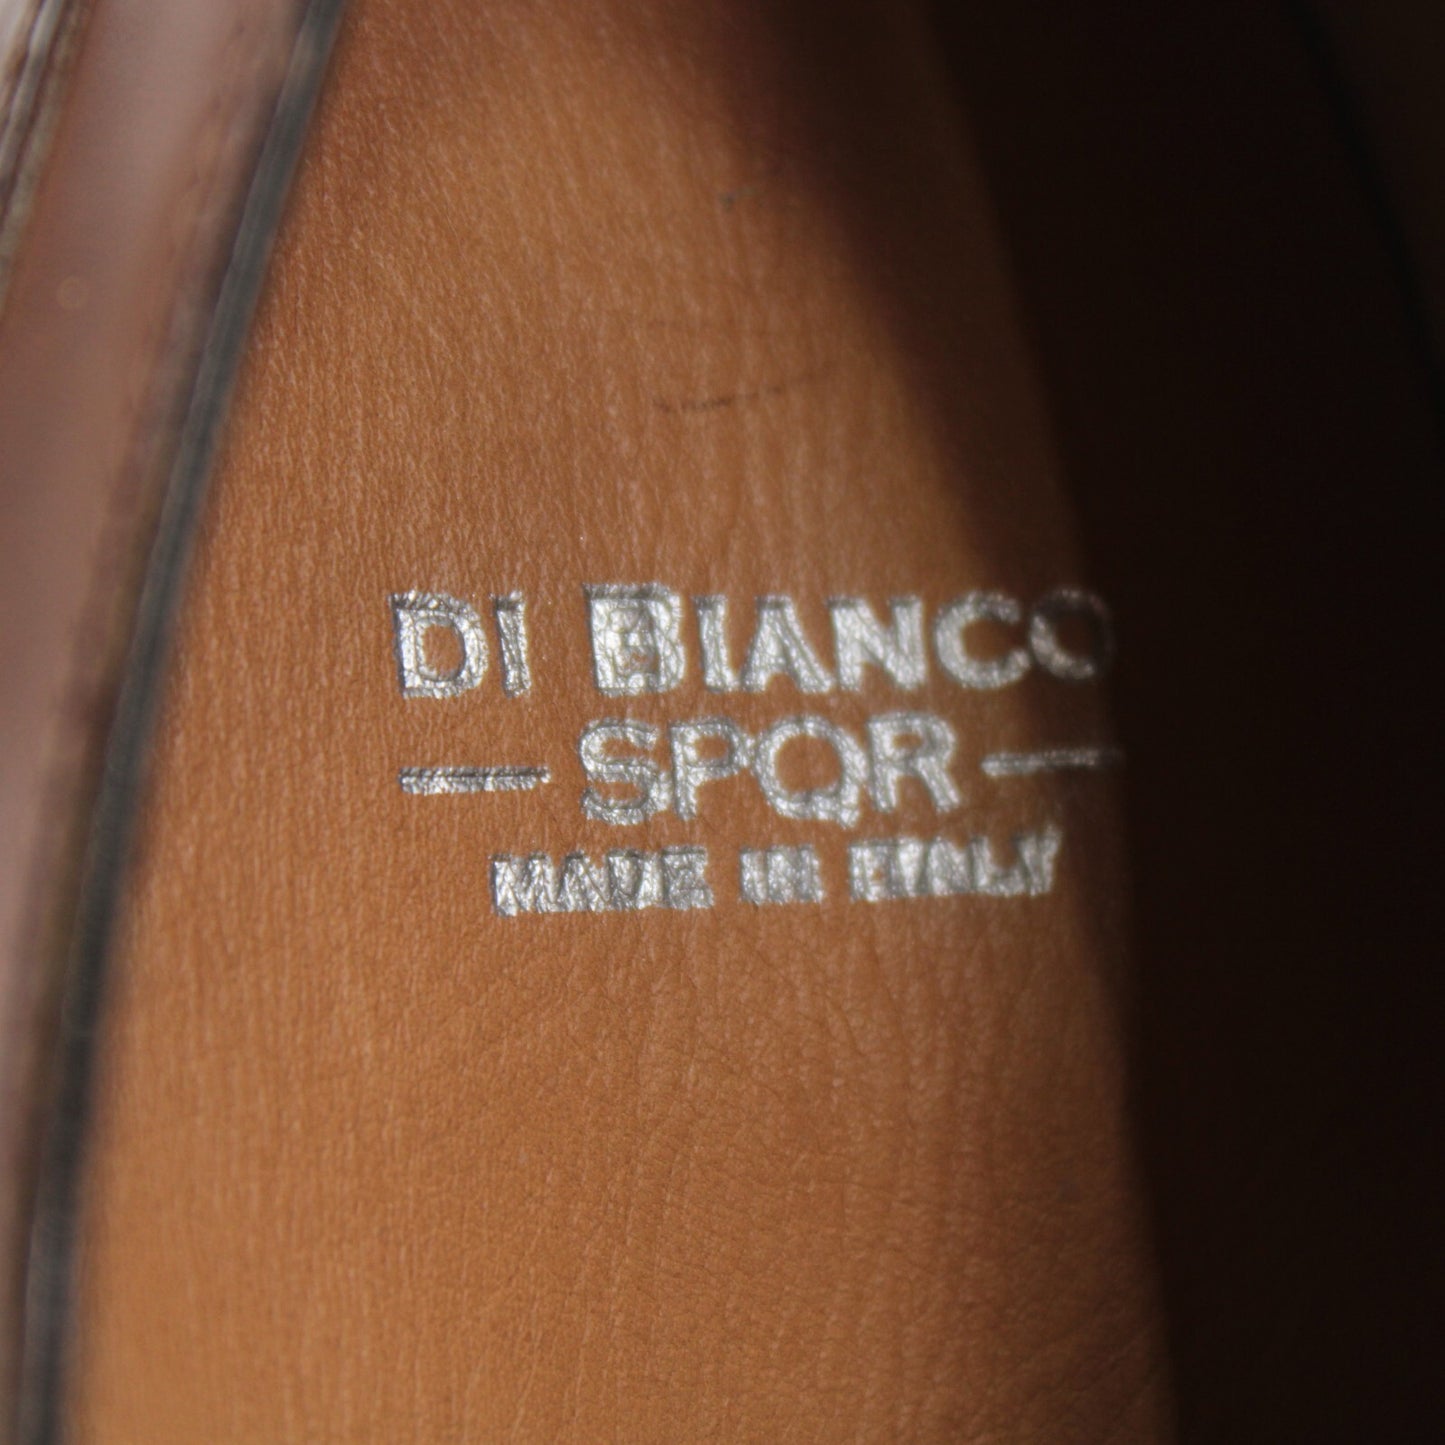 DI BIANCO
— SPQR —
MADE IN ITALY